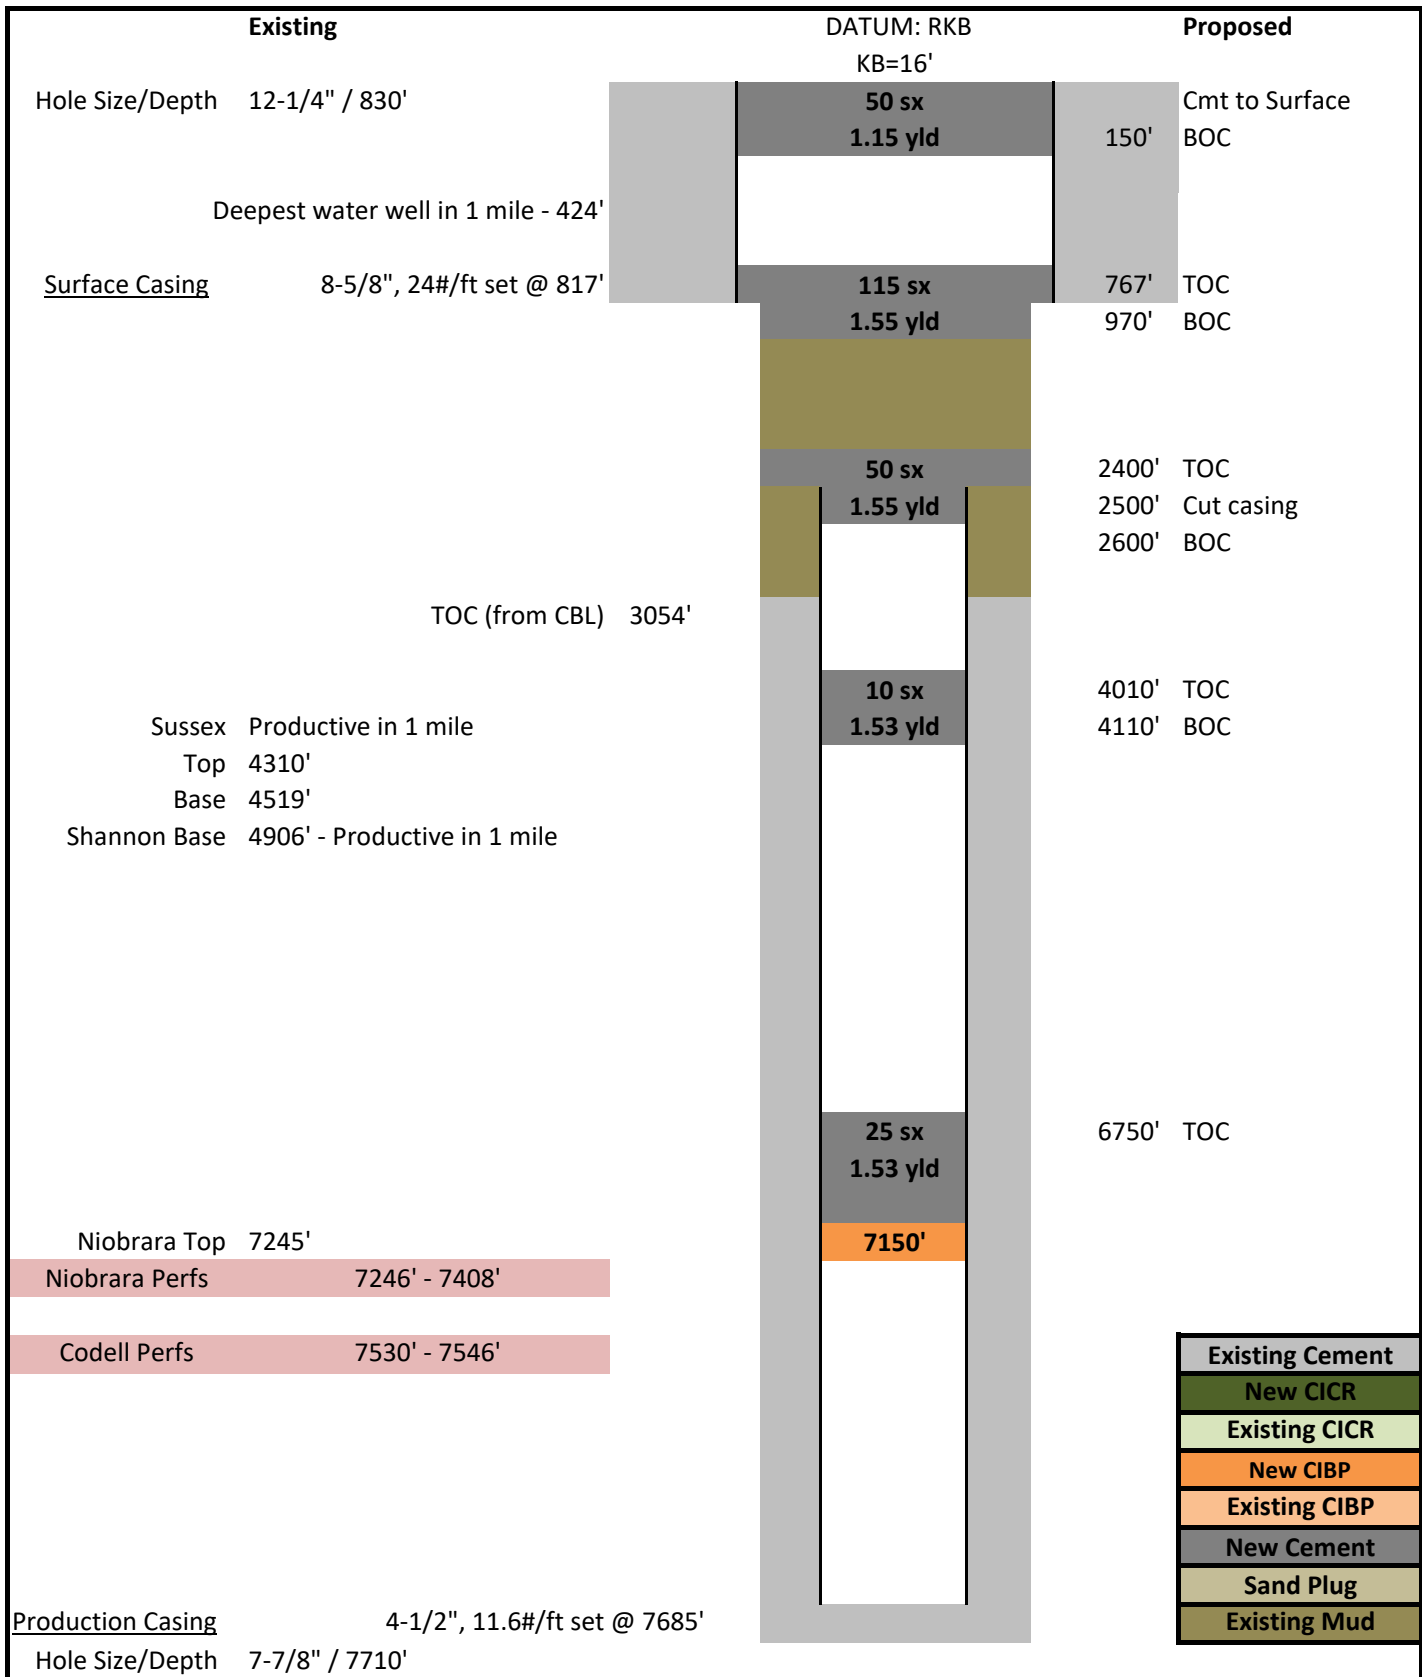 Existing DATUM: RKB Proposed
KB=16'
Hole Size/Depth 12-1/4" / 830' 50 sx Cmt to Surface
1.15 yld 150' BOC
Deepest water well in 1 mile - 424'
Surface Casing 8-5/8", 24#/ft set @ 817' 115 sx 767' TOC
1.55 yld 970' BOC
50 sx 2400' TOC
1.55 yld 2500' Cut casing
2600' BOC
TOC (from CBL) 3054'
10 sx 4010' TOC
Sussex Productive in 1 mile 1.53 yld 4110' BOC
Top 4310'
Base 4519'
Shannon Base 4906' - Productive in 1 mile
25 sx 6750' TOC
1.53 yld
Niobrara Top 7245' 7150'
Niobrara Perfs 7246' - 7408'
Codell Perfs 7530' - 7546' Existing Cement
New CICR
Existing CICR
New CIBP
Existing CIBP
New Cement
Sand Plug
Production Casing 4-1/2", 11.6#/ft set @ 7685' Existing Mud
Hole Size/Depth 7-7/8" / 7710'